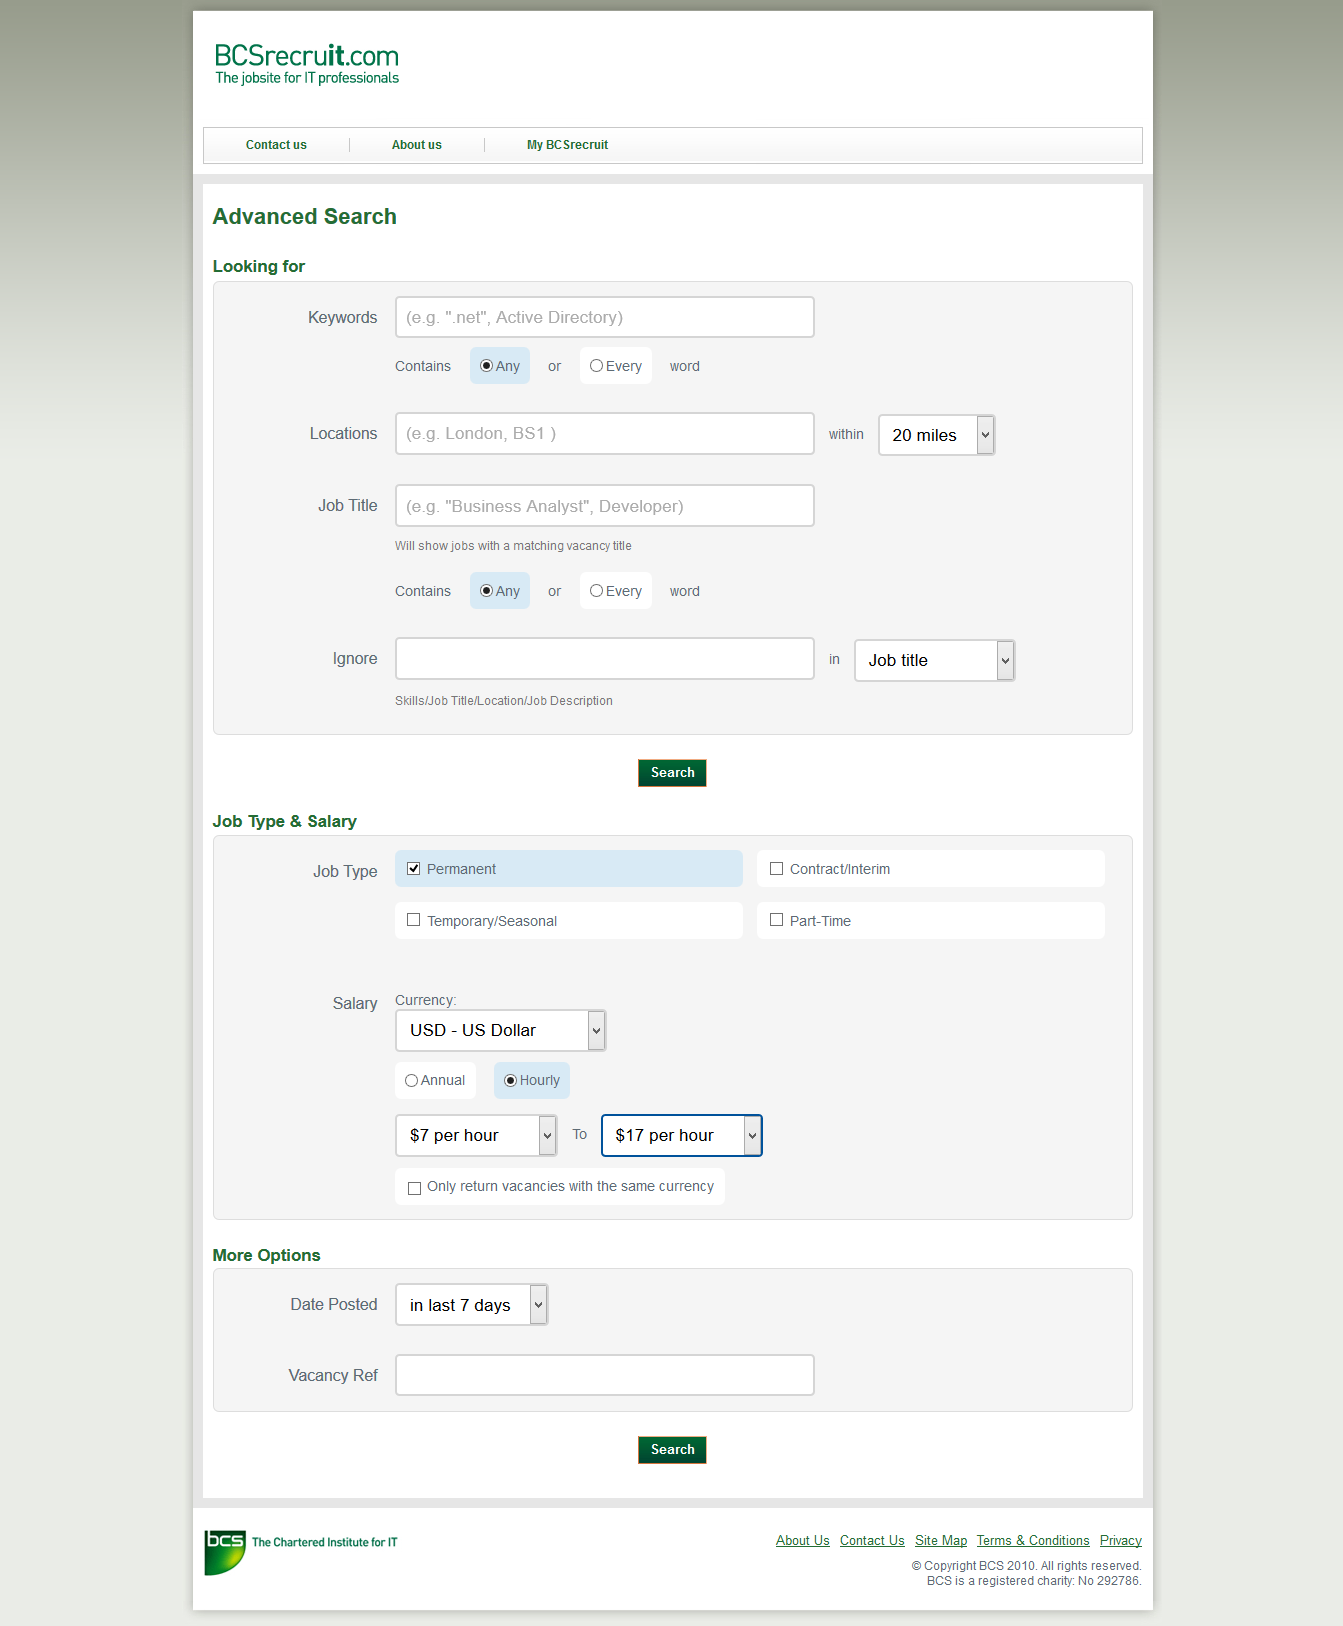 BCSrecruit.com
The jobsite for IT professionals
Contact us About us My BCSrecruit
Advanced Search
Looking for
Keywords (e.g. ".net", Active Directory)
Contains Any or Every word
Locations (e.g. London, BS1 ) within 20 miles
Job Title (e.g. "Business Analyst", Developer)
Will show jobs with a matching vacancy title
Contains Any or Every word
Ignore in Job title
Skills/Job Title/Location/Job Description
Search
Job Type & Salary
Job Type Permanent Contract/Interim
Temporary/Seasonal Part-Time
Salary Currency:
USD - US Dollar
Annual Hourly
$7 per hour To $17 per hour
Only return vacancies with the same currency
More Options
Date Posted in last 7 days
Vacancy Ref
Search
bcs The Chartered Institute for IT
About Us Contact Us Site Map Terms & Conditions Privacy
© Copyright BCS 2010. All rights reserved.
BCS is a registered charity: No 292786.